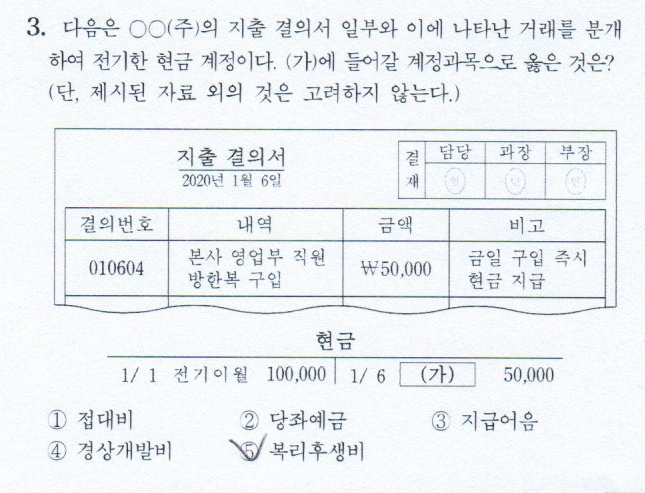 3. 다음은 ○○(주)의 지출 결의서 일부와 이에 나타난 거래를 분개
하여 전기한 현금 계정이다. (가)에 들어갈 계정과목으로 옳은 것은?
(단, 제시된 자료 외의 것은 고려하지 않는다.)
지출 결의서
2020년 1월 6일
결재 담당 과장 부장
인 인 인
결의번호 내역 금액 비고
010604 본사 영업부 직원 ₩50,000 금일 구입 즉시
방한복 구입 현금 지급
현금
1/ 1 전기이월 100,000 1/ 6 (가) 50,000
① 접대비 ② 당좌예금 ③ 지급어음
④ 경상개발비 ⑤ 복리후생비